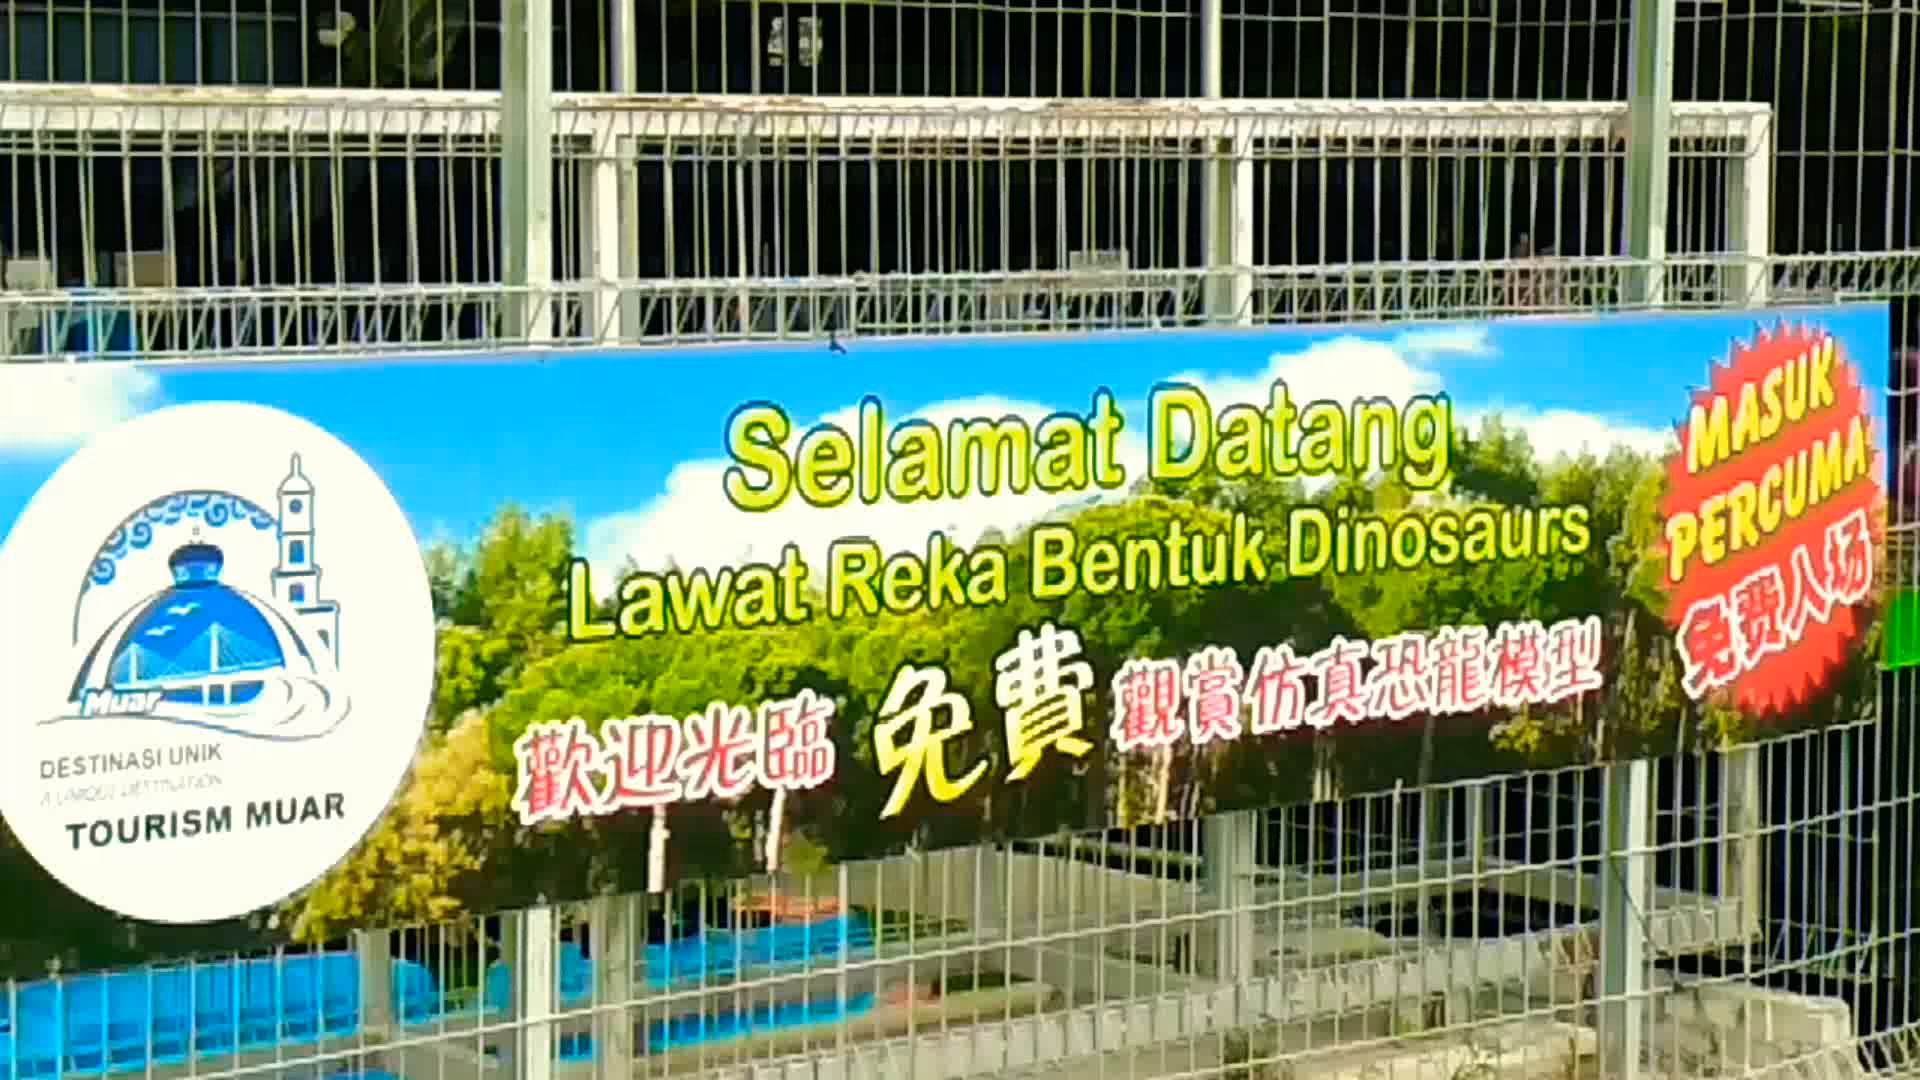 Selamat Datang
Lawat Reka Bentuk Dinosaurs
歡迎光臨 免費 觀賞仿真恐龍模型
MASUK
PERCUMA
免費入场
Muar
DESTINASI UNIK
A UNIQUE DESTINATION
TOURISM MUAR